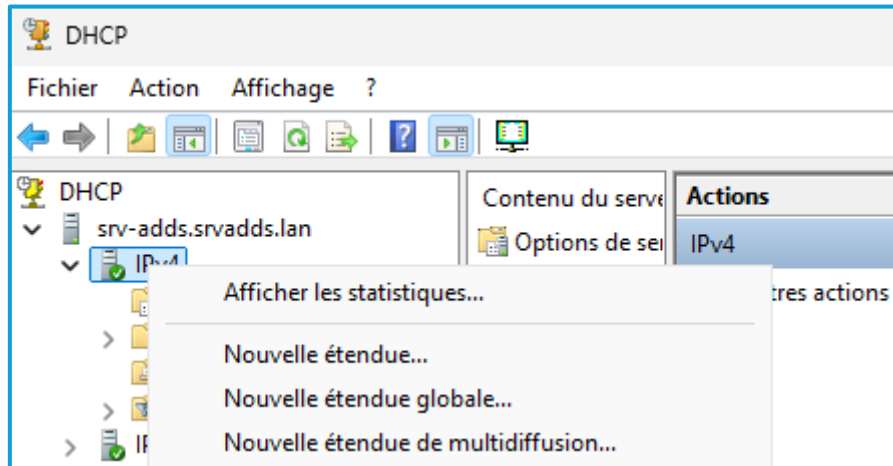 DHCP
Fichier Action Affichage ?
DHCP
srv-adds.srvadds.lan
IPv4
Contenu du serve
Options de ser
Actions
IPv4
tres actions
Afficher les statistiques...
Nouvelle étendue...
Nouvelle étendue globale...
Nouvelle étendue de multidiffusion...